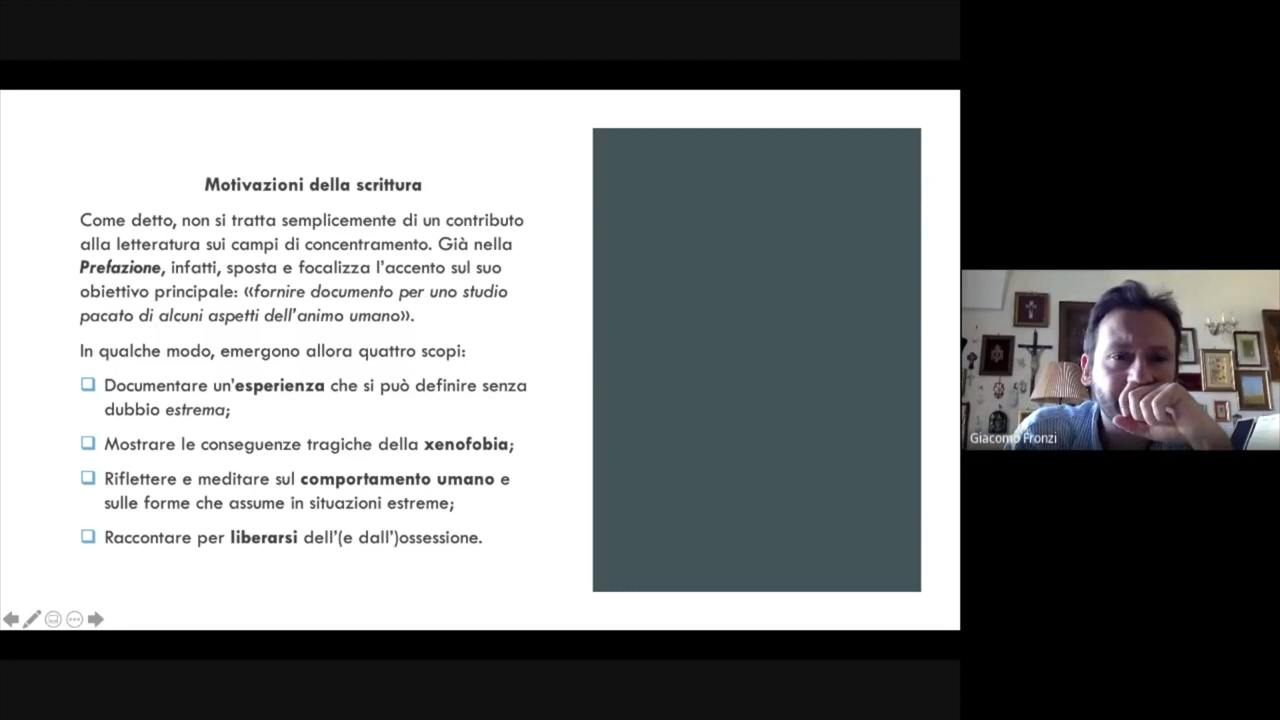 Motivazioni della scrittura
Come detto, non si tratta semplicemente di un contributo
alla letteratura sui campi di concentramento. Già nella
Prefazione, infatti, sposta e focalizza l'accento sul suo
obiettivo principale: «fornire documento per uno studio
pacato di alcuni aspetti dell'animo umano».
In qualche modo, emergono allora quattro scopi:
Documentare un'esperienza che si può definire senza
dubbio estrema;
Mostrare le conseguenze tragiche della xenofobia;
Riflettere e meditare sul comportamento umano e
sulle forme che assume in situazioni estreme;
Raccontare per liberarsi dell'(e dall')ossessione.
Giacomo Fronzi